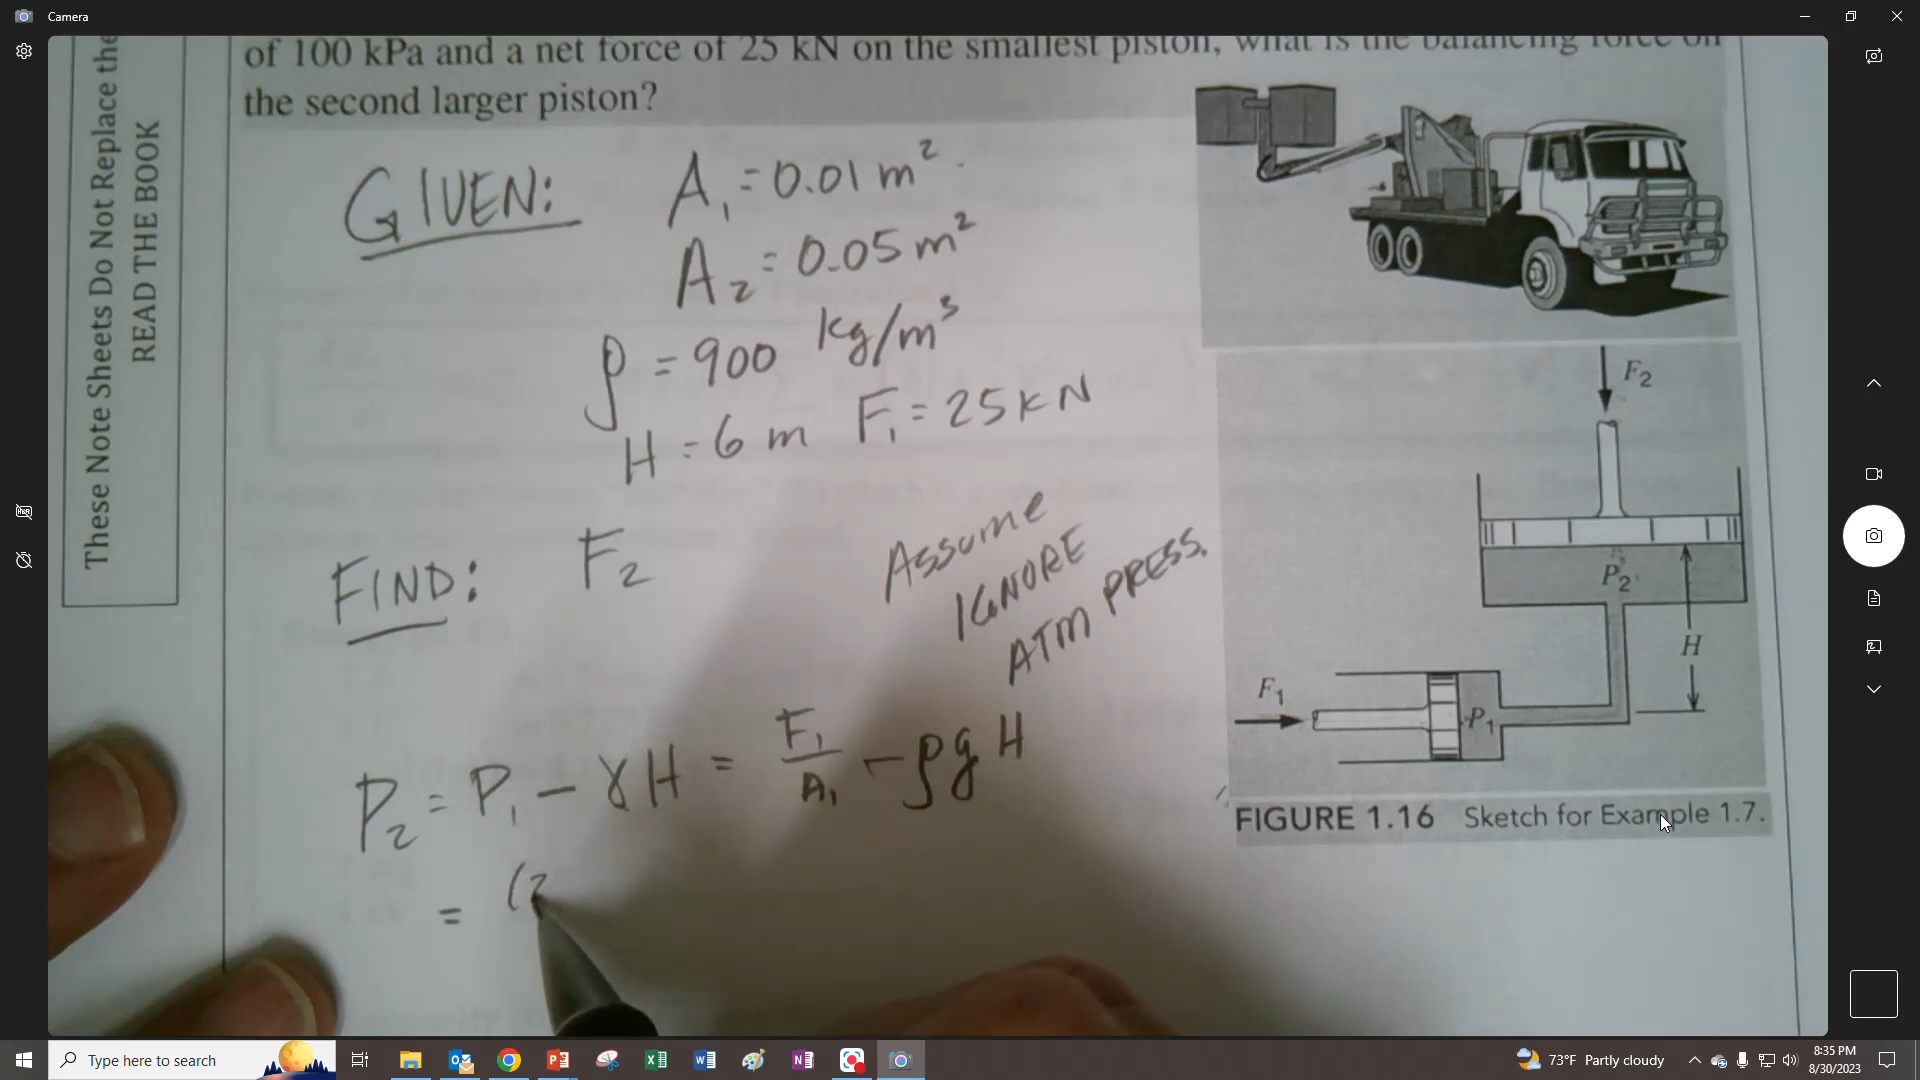 Camera
of 100 kPa and a net force of 25 kN on the smallest piston, what is the balancing force on
the second larger piston?
These Note Sheets Do Not Replace the
READ THE BOOK
GIVEN: A₁ = 0.01 m²
A₂ = 0.05 m²
ρ = 900 kg/m³
H = 6 m F₁ = 25 kN
FIND: F₂
Assume
IGNORE
ATM PRESS.
P₂ = P₁ - γH = F₁/A₁ - ρgH
= (2
F₂
P₂
H
F₁
P₁
FIGURE 1.16 Sketch for Example 1.7.
Type here to search
73°F Partly cloudy
8:35 PM
8/30/2023